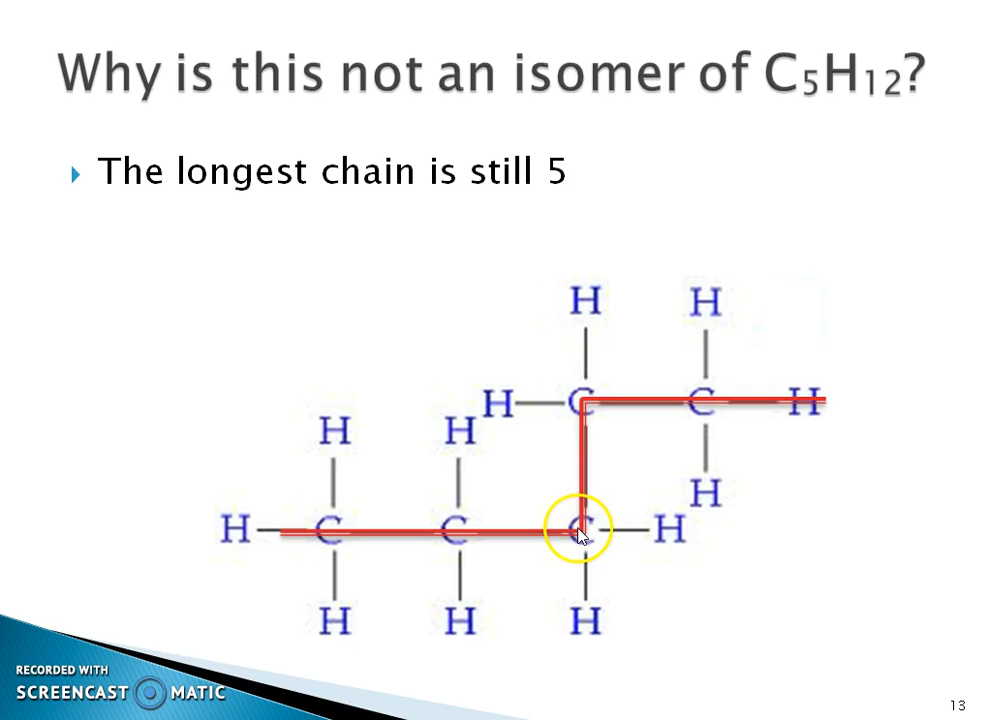 Why is this not an isomer of C₅H₁₂?
The longest chain is still 5
H H
H C C H
H H
H
H C C C H
H H H
RECORDED WITH
SCREENCAST MATIC
13